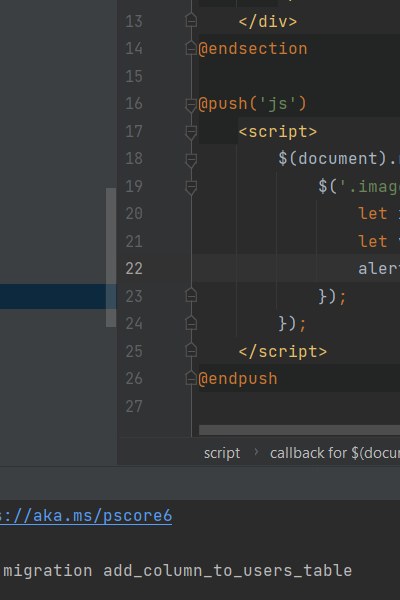 13 </div>
14 @endsection
15
16 @push('js')
17 <script>
18 $(document).
19 $('.imag
20 let
21 let
22 aler
23 });
24 });
25 </script>
26 @endpush
27
script › callback for $(docu
s://aka.ms/pscore6
migration add_column_to_users_table